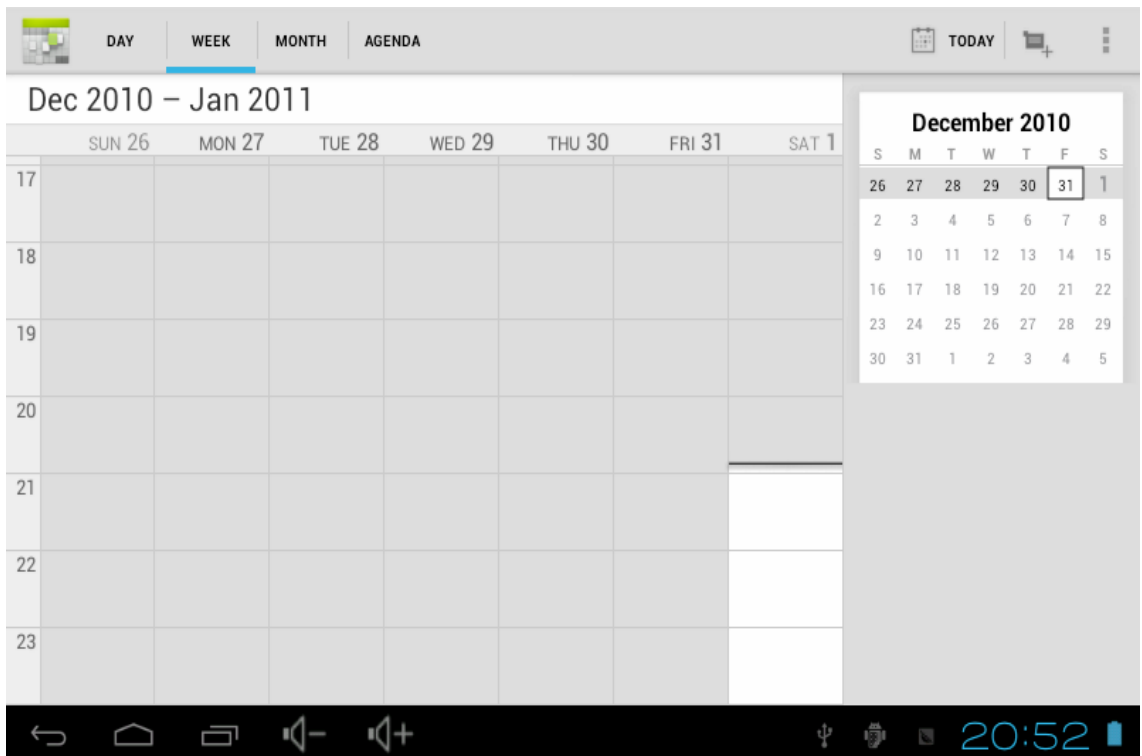 DAY WEEK MONTH AGENDA TODAY
Dec 2010 – Jan 2011
SUN 26 MON 27 TUE 28 WED 29 THU 30 FRI 31 SAT 1
17
18
19
20
21
22
23
December 2010
S M T W T F S
26 27 28 29 30 31 1
2 3 4 5 6 7 8
9 10 11 12 13 14 15
16 17 18 19 20 21 22
23 24 25 26 27 28 29
30 31 1 2 3 4 5
20:52